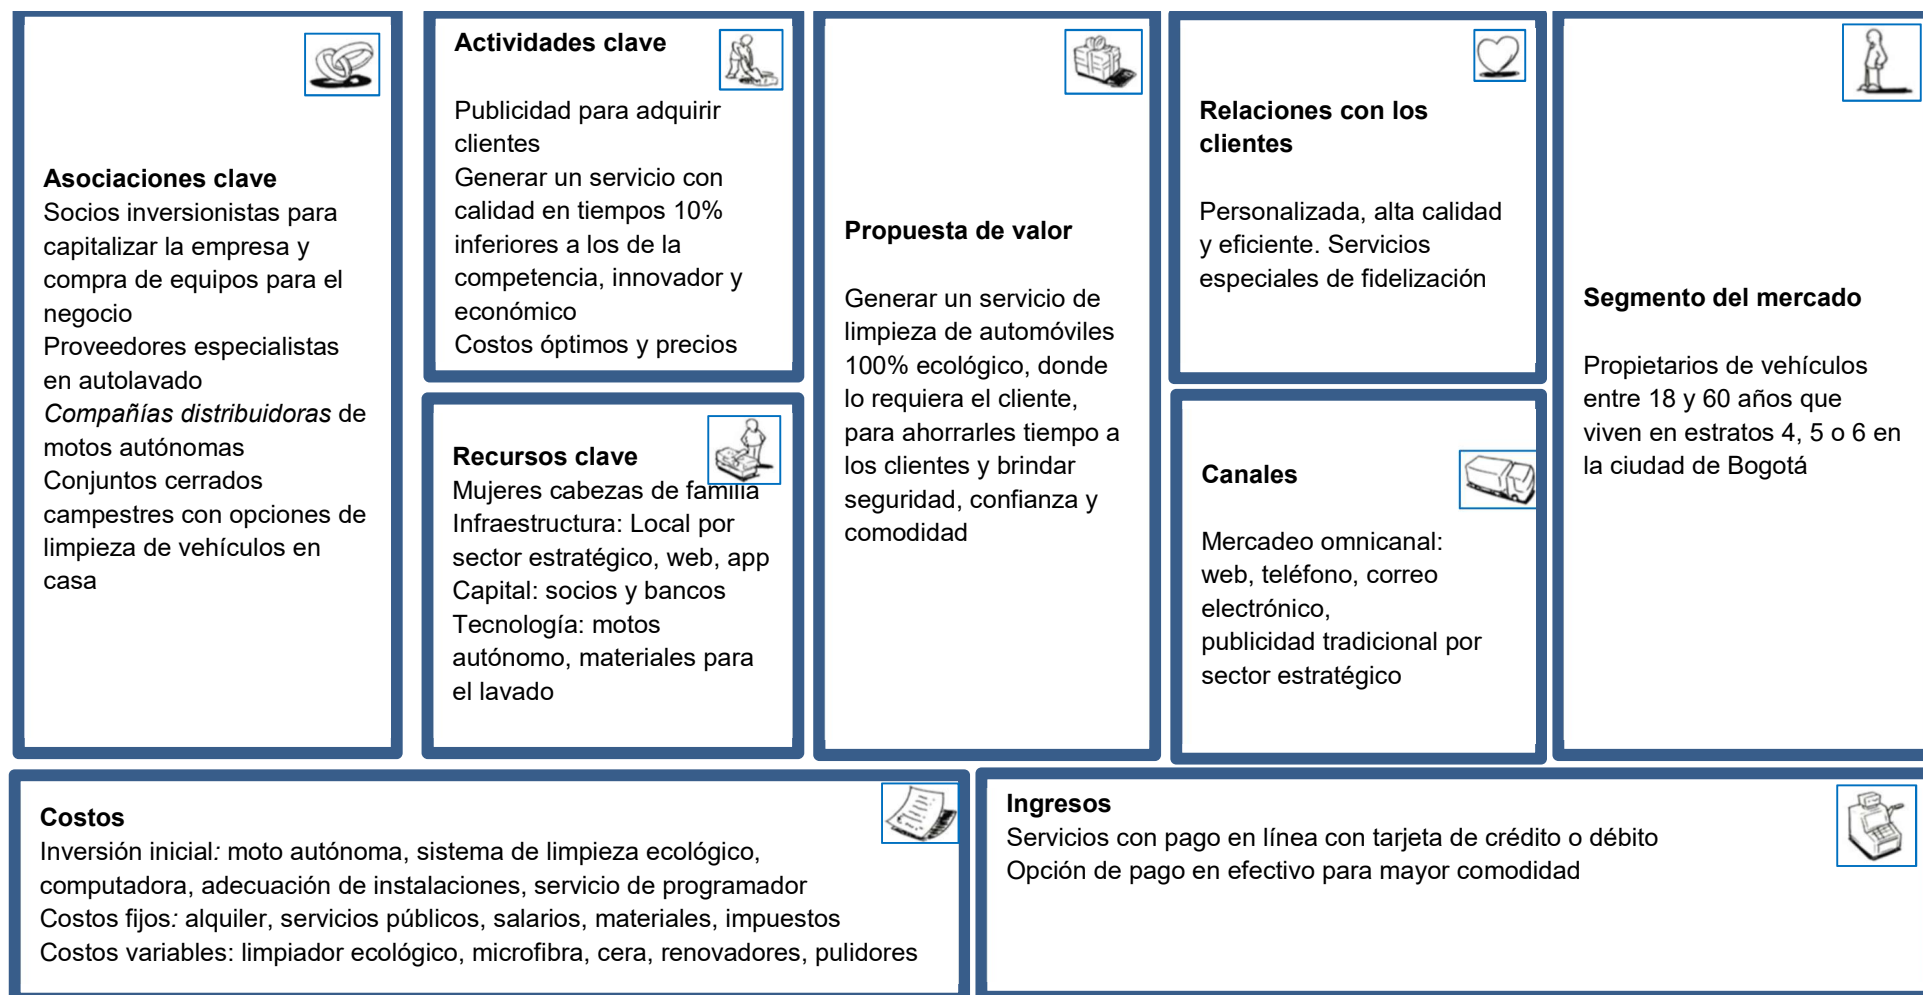 Asociaciones clave
Socios inversionistas para
capitalizar la empresa y
compra de equipos para el
negocio
Proveedores especialistas
en autolavado
Compañías distribuidoras de
motos autónomas
Conjuntos cerrados
campestres con opciones de
limpieza de vehículos en
casa
Actividades clave
Publicidad para adquirir
clientes
Generar un servicio con
calidad en tiempos 10%
inferiores a los de la
competencia, innovador y
económico
Costos óptimos y precios
Recursos clave
Mujeres cabezas de familia
Infraestructura: Local por
sector estratégico, web, app
Capital: socios y bancos
Tecnología: motos
autónomo, materiales para
el lavado
Propuesta de valor
Generar un servicio de
limpieza de automóviles
100% ecológico, donde
lo requiera el cliente,
para ahorrarles tiempo a
los clientes y brindar
seguridad, confianza y
comodidad
Relaciones con los
clientes
Personalizada, alta calidad
y eficiente. Servicios
especiales de fidelización
Canales
Mercadeo omnicanal:
web, teléfono, correo
electrónico,
publicidad tradicional por
sector estratégico
Segmento del mercado
Propietarios de vehículos
entre 18 y 60 años que
viven en estratos 4, 5 o 6 en
la ciudad de Bogotá
Costos
Inversión inicial: moto autónoma, sistema de limpieza ecológico,
computadora, adecuación de instalaciones, servicio de programador
Costos fijos: alquiler, servicios públicos, salarios, materiales, impuestos
Costos variables: limpiador ecológico, microfibra, cera, renovadores, pulidores
Ingresos
Servicios con pago en línea con tarjeta de crédito o débito
Opción de pago en efectivo para mayor comodidad